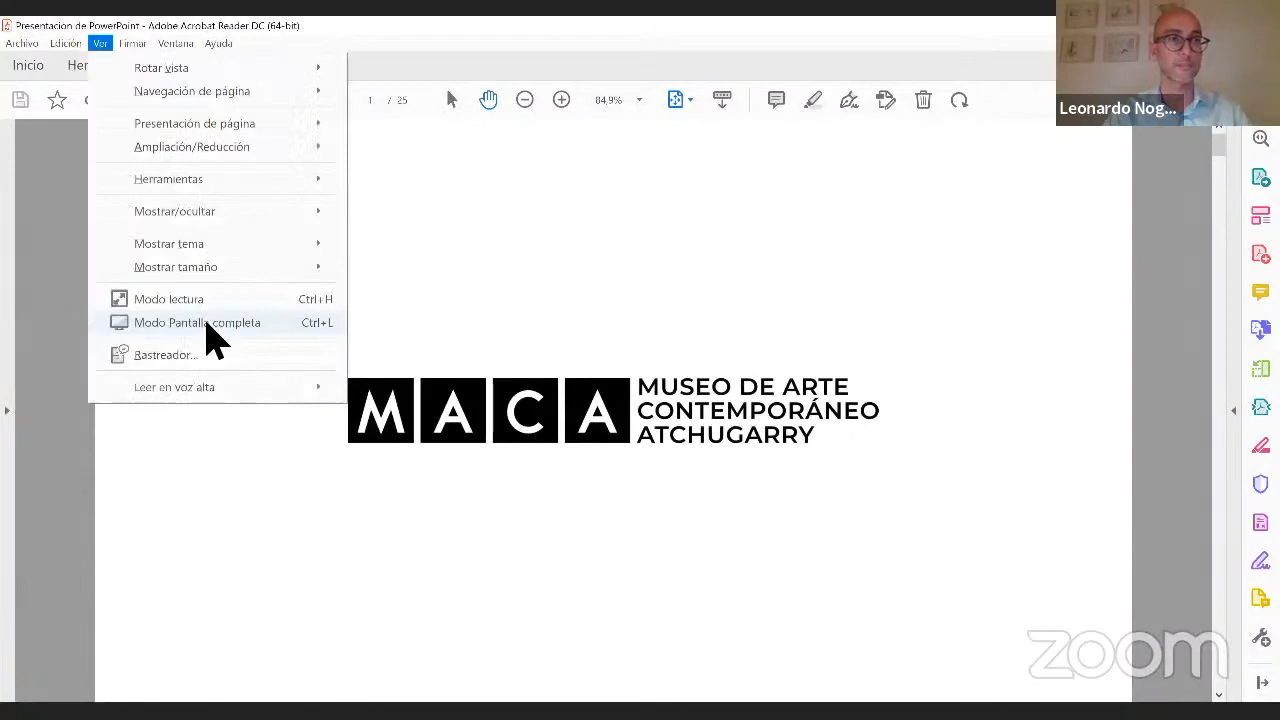 Presentación de PowerPoint - Adobe Acrobat Reader DC (64-bit)
Archivo Edición Ver Firmar Ventana Ayuda
Inicio
1 / 25 84,9%
Rotar vista
Navegación de página
Presentación de página
Ampliación/Reducción
Herramientas
Mostrar/ocultar
Mostrar tema
Mostrar tamaño
Modo lectura Ctrl+H
Modo Pantalla completa Ctrl+L
Rastreador...
Leer en voz alta
MACA
MUSEO DE ARTE
CONTEMPORÁNEO
ATCHUGARRY
Leonardo Nog...
zoom